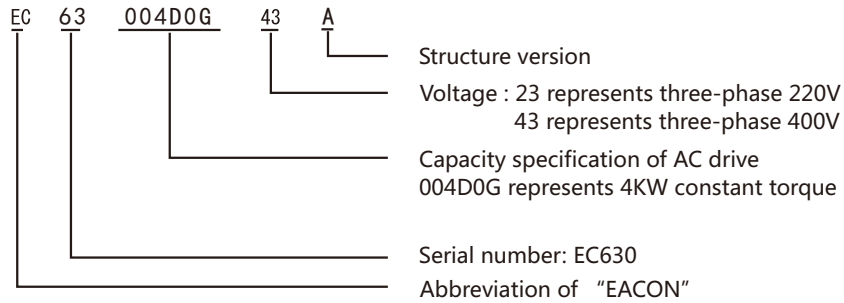 EC 63 004D0G 43 A
Structure version
Voltage : 23 represents three-phase 220V
43 represents three-phase 400V
Capacity specification of AC drive
004D0G represents 4KW constant torque
Serial number: EC630
Abbreviation of “EACON”